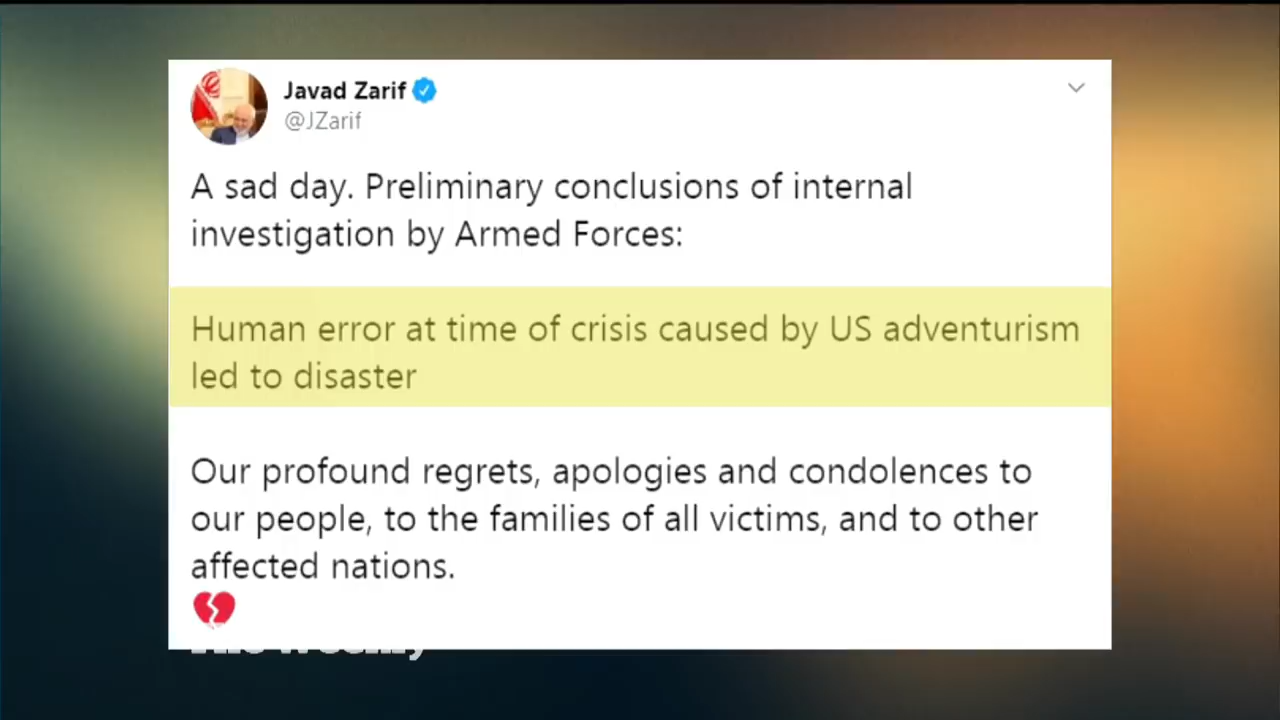 Javad Zarif
@JZarif
A sad day. Preliminary conclusions of internal
investigation by Armed Forces:
Human error at time of crisis caused by US adventurism
led to disaster
Our profound regrets, apologies and condolences to
our people, to the families of all victims, and to other
affected nations.